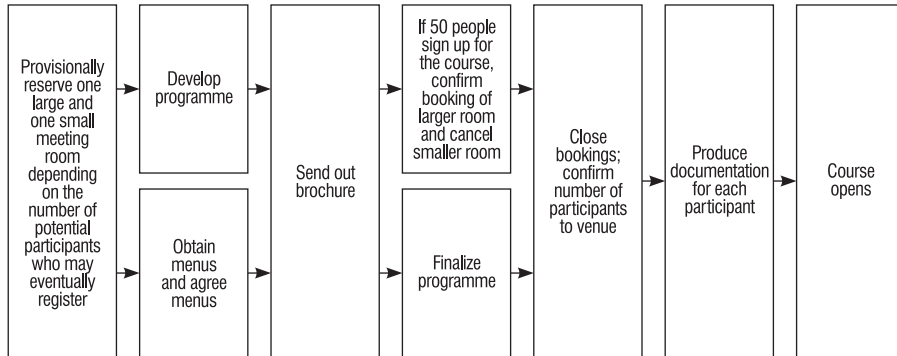 Provisionally
reserve one
large and
one small
meeting
room
depending
on the
number of
potential
participants
who may
eventually
register
Develop
programme
Obtain
menus
and agree
menus
Send out
brochure
If 50 people
sign up for
the course,
confirm
booking of
larger room
and cancel
smaller room
Finalize
programme
Close
bookings;
confirm
number of
participants
to venue
Produce
documentation
for each
participant
Course
opens